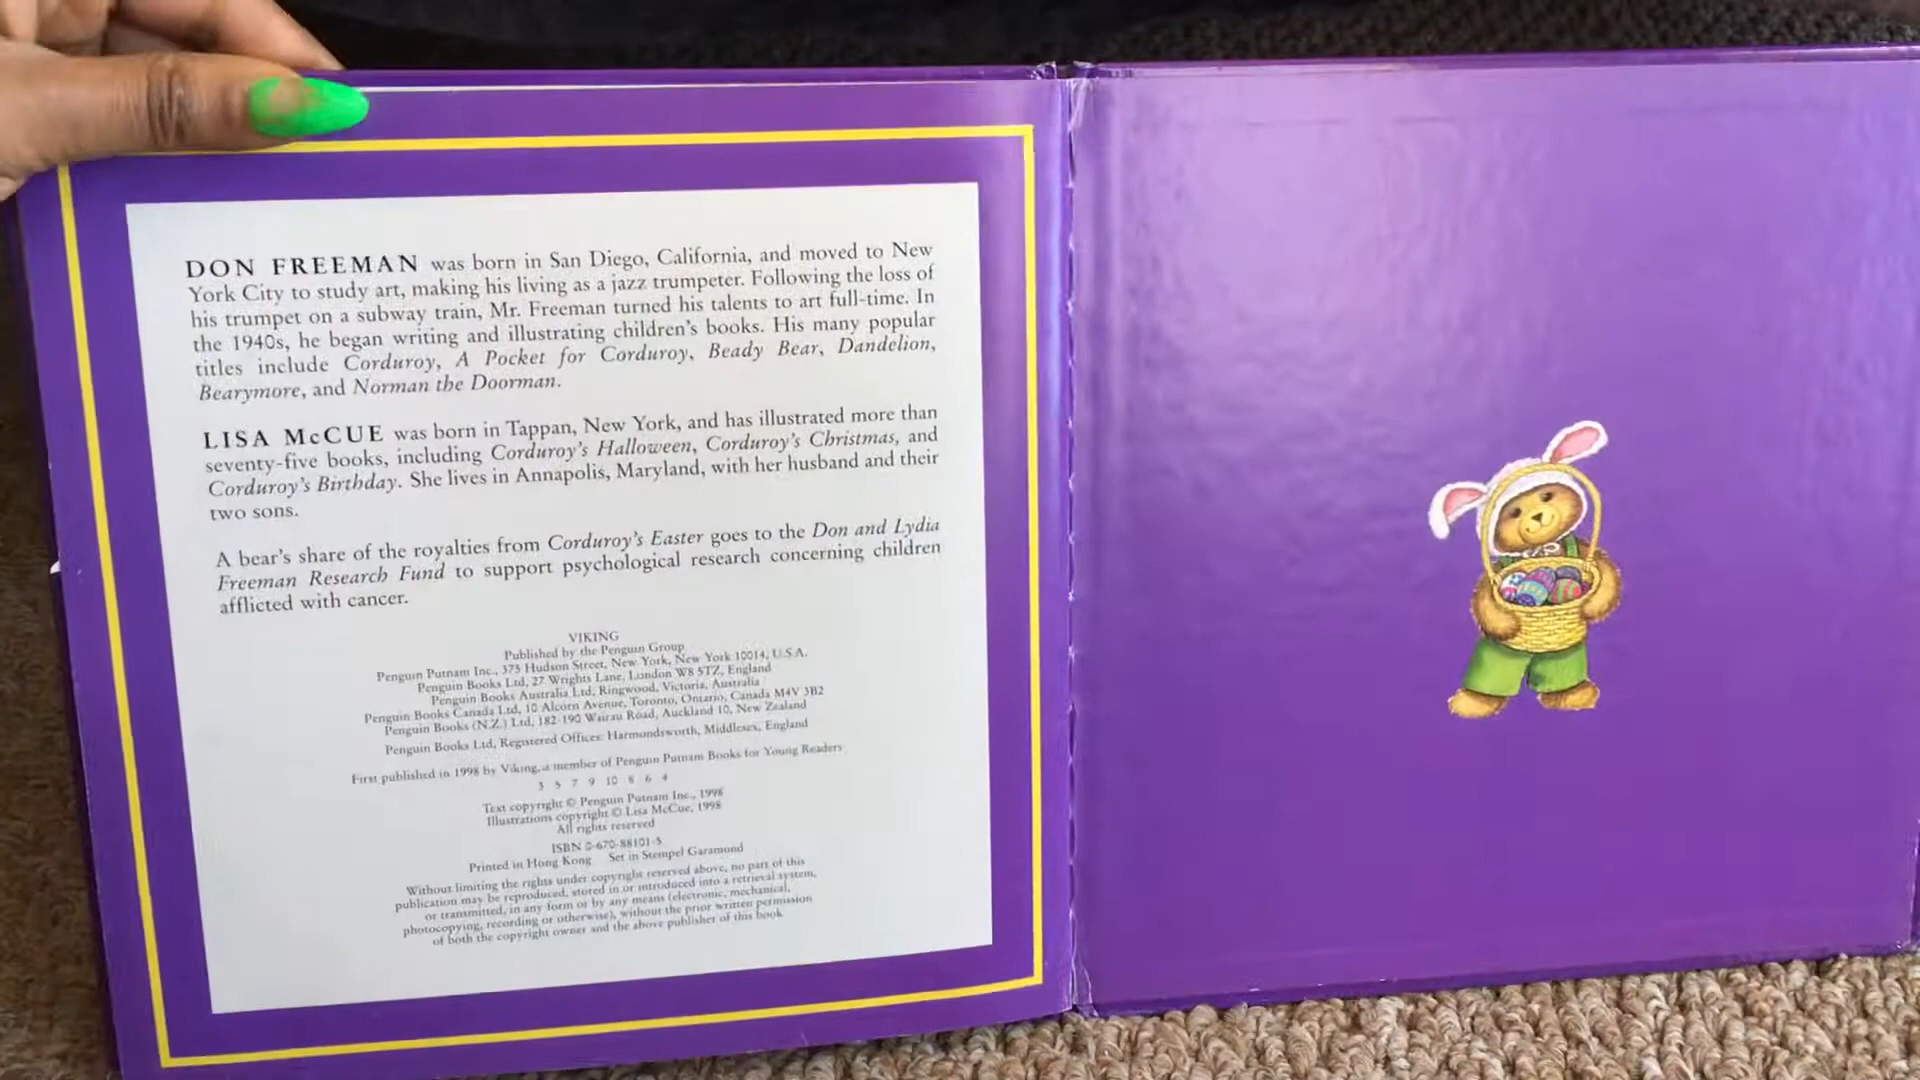 DON FREEMAN was born in San Diego, California, and moved to New
York City to study art, making his living as a jazz trumpeter. Following the loss of
his trumpet on a subway train, Mr. Freeman turned his talents to art full-time. In
the 1940s, he began writing and illustrating children's books. His many popular
titles include Corduroy, A Pocket for Corduroy, Beady Bear, Dandelion,
Bearymore, and Norman the Doorman.
LISA McCUE was born in Tappan, New York, and has illustrated more than
seventy-five books, including Corduroy's Halloween, Corduroy's Christmas, and
Corduroy's Birthday. She lives in Annapolis, Maryland, with her husband and their
two sons.
A bear's share of the royalties from Corduroy's Easter goes to the Don and Lydia
Freeman Research Fund to support psychological research concerning children
afflicted with cancer.
VIKING
Published by the Penguin Group
Penguin Putnam Inc., 375 Hudson Street, New York, New York 10014, U.S.A.
Penguin Books Ltd, 27 Wrights Lane, London W8 5TZ, England
Penguin Books Australia Ltd, Ringwood, Victoria, Australia
Penguin Books Canada Ltd, 10 Alcorn Avenue, Toronto, Ontario, Canada M4V 3B2
Penguin Books (N.Z.) Ltd, 182-190 Wairau Road, Auckland 10, New Zealand
Penguin Books Ltd, Registered Offices: Harmondsworth, Middlesex, England
First published in 1998 by Viking, a member of Penguin Putnam Books for Young Readers
3 5 7 9 10 8 6 4
Text copyright © Penguin Putnam Inc., 1998
Illustrations copyright © Lisa McCue, 1998
All rights reserved
ISBN 0-670-88101-5
Printed in Hong Kong Set in Stempel Garamond
Without limiting the rights under copyright reserved above, no part of this
publication may be reproduced, stored in or introduced into a retrieval system,
or transmitted, in any form or by any means (electronic, mechanical,
photocopying, recording or otherwise), without the prior written permission
of both the copyright owner and the above publisher of this book